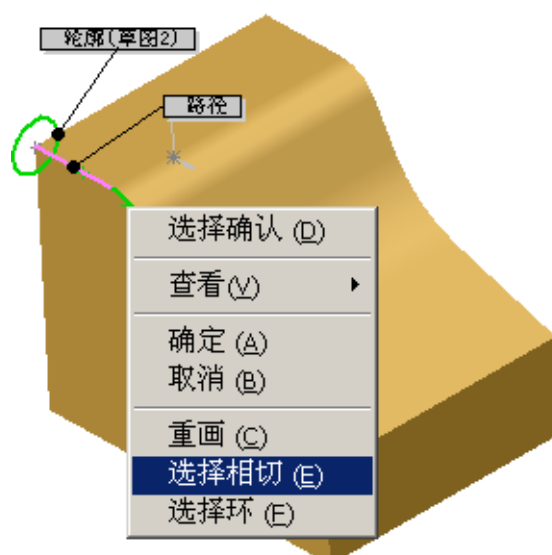 轮廓(草图2)
路径
选择确认 (D)
查看(V)
确定 (A)
取消 (B)
重画 (C)
选择相切 (E)
选择环 (F)